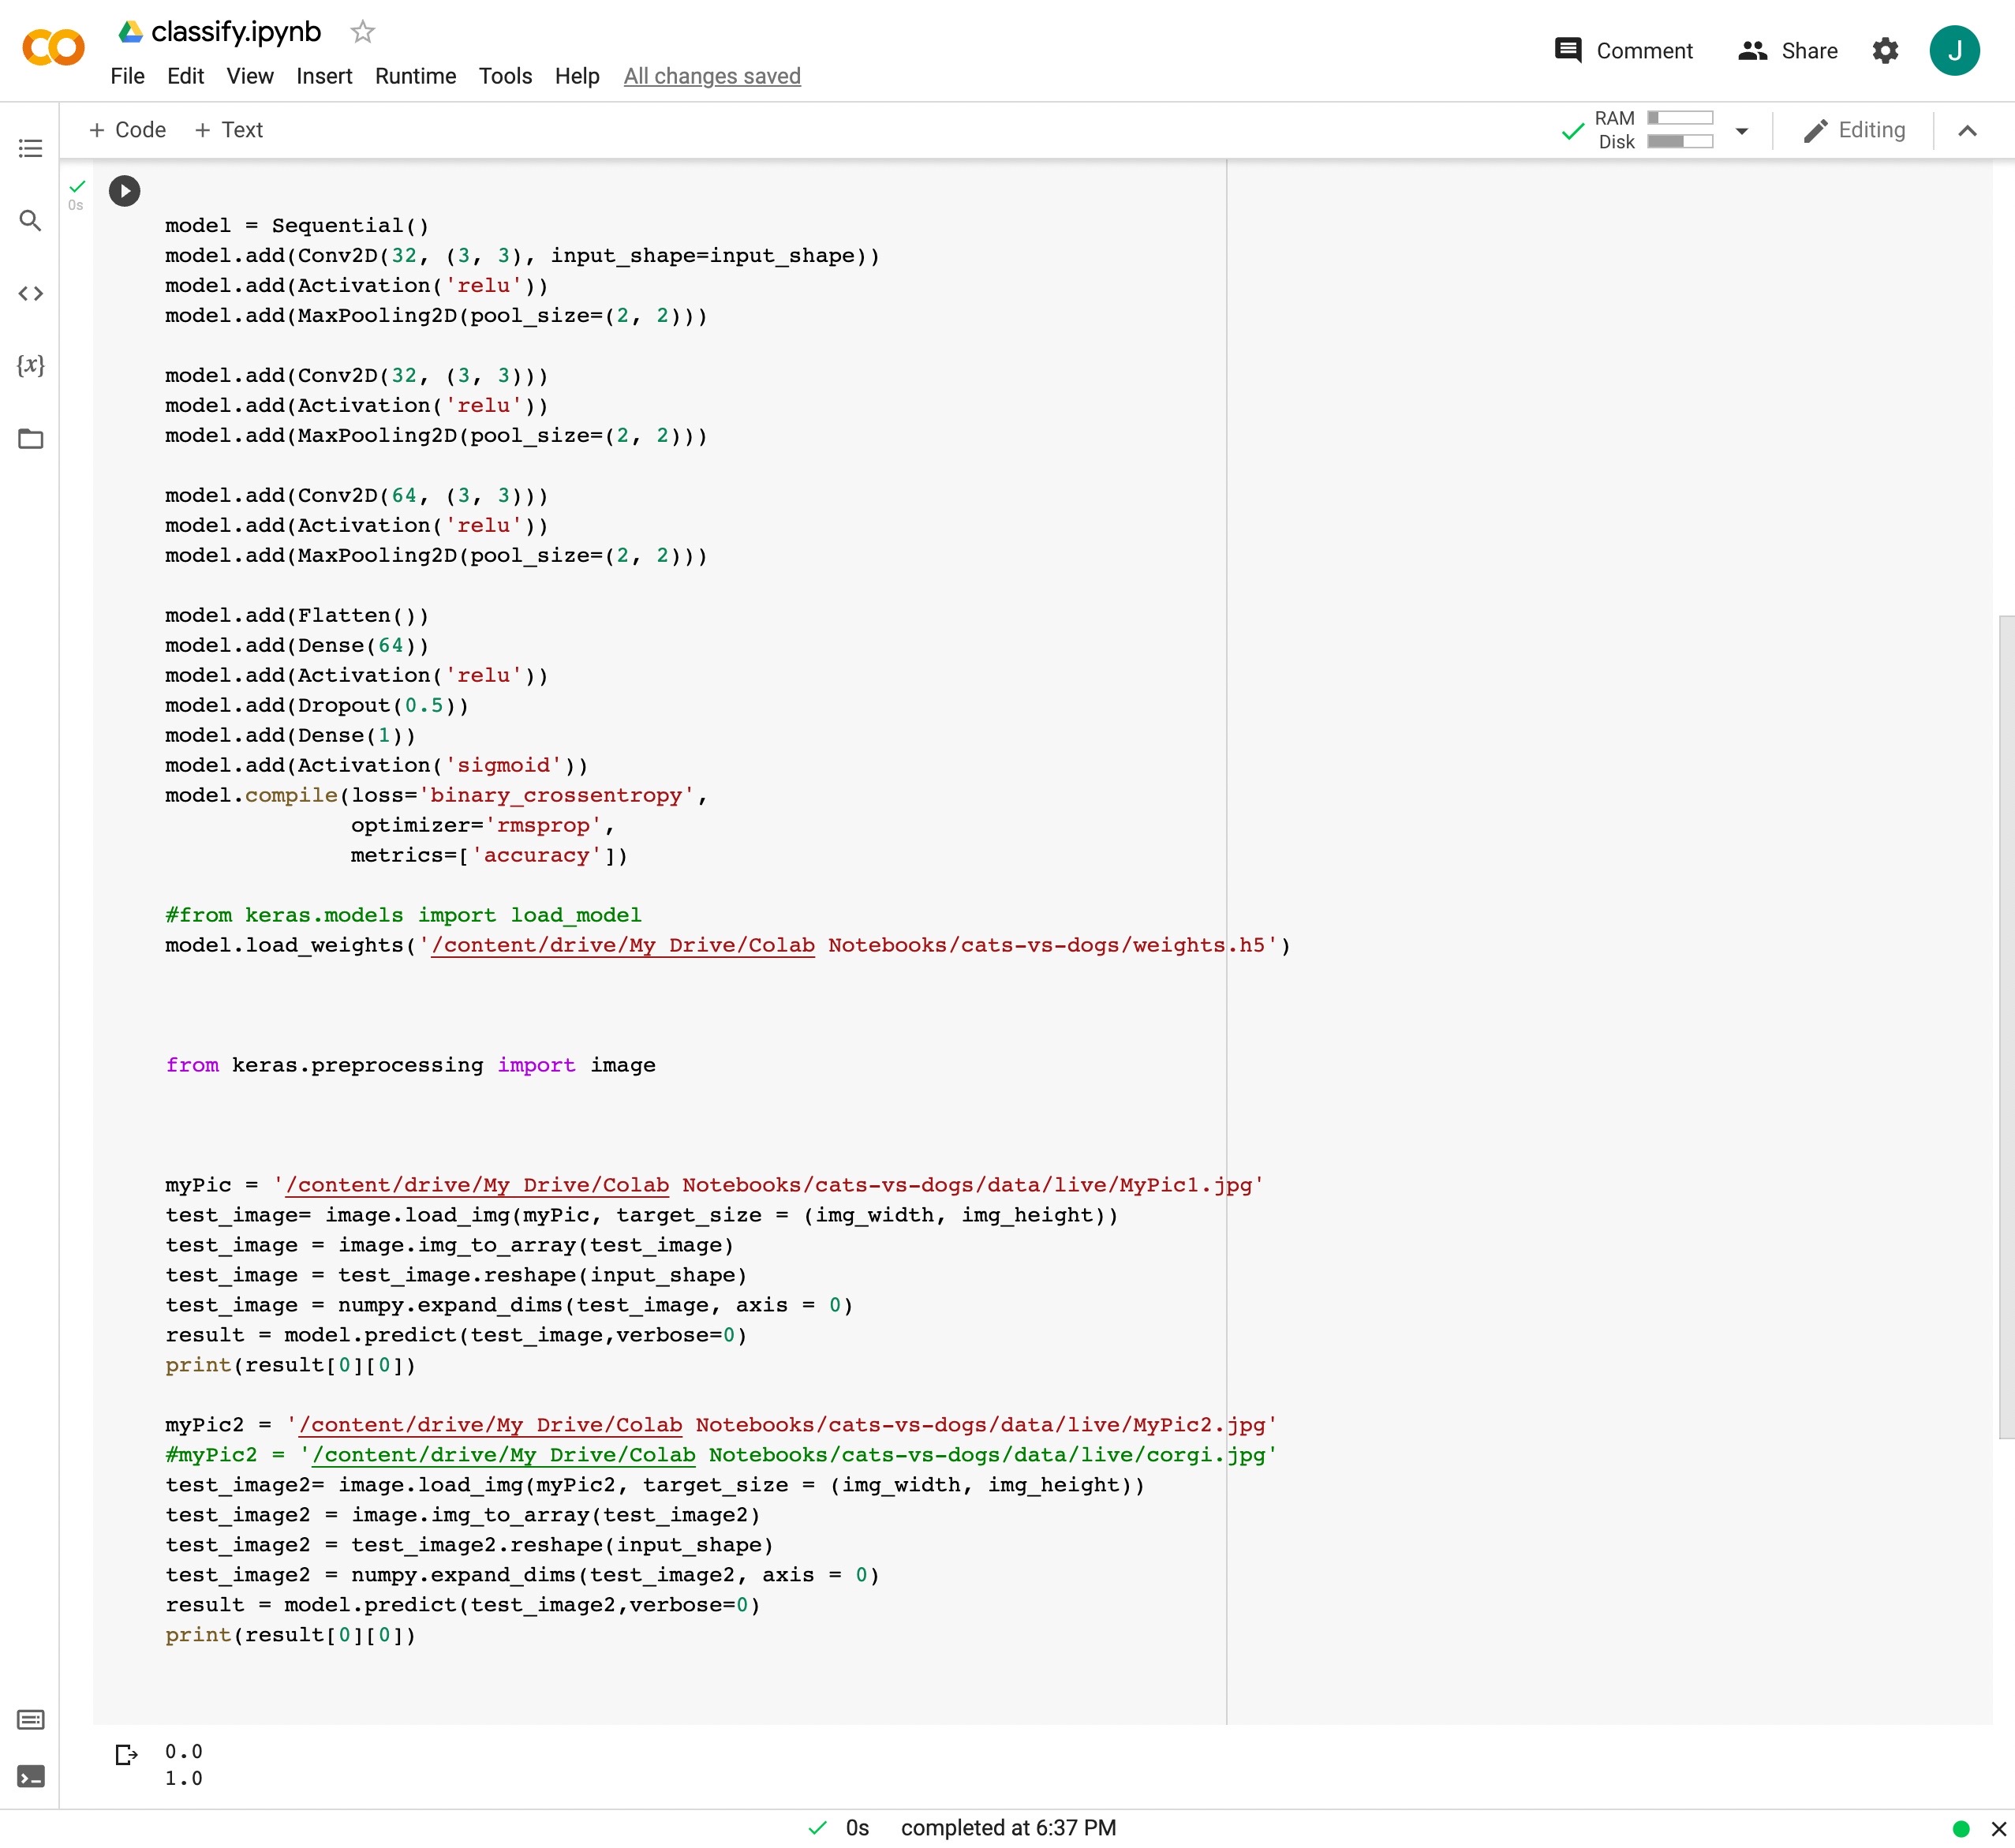 classify.ipynb
File Edit View Insert Runtime Tools Help All changes saved
Comment Share J
+ Code + Text
RAM
Disk
Editing
0s
model = Sequential()
model.add(Conv2D(32, (3, 3), input_shape=input_shape))
model.add(Activation('relu'))
model.add(MaxPooling2D(pool_size=(2, 2)))
model.add(Conv2D(32, (3, 3)))
model.add(Activation('relu'))
model.add(MaxPooling2D(pool_size=(2, 2)))
model.add(Conv2D(64, (3, 3)))
model.add(Activation('relu'))
model.add(MaxPooling2D(pool_size=(2, 2)))
model.add(Flatten())
model.add(Dense(64))
model.add(Activation('relu'))
model.add(Dropout(0.5))
model.add(Dense(1))
model.add(Activation('sigmoid'))
model.compile(loss='binary_crossentropy',
optimizer='rmsprop',
metrics=['accuracy'])
#from keras.models import load_model
model.load_weights('/content/drive/My Drive/Colab Notebooks/cats-vs-dogs/weights.h5')
from keras.preprocessing import image
myPic = '/content/drive/My Drive/Colab Notebooks/cats-vs-dogs/data/live/MyPic1.jpg'
test_image= image.load_img(myPic, target_size = (img_width, img_height))
test_image = image.img_to_array(test_image)
test_image = test_image.reshape(input_shape)
test_image = numpy.expand_dims(test_image, axis = 0)
result = model.predict(test_image,verbose=0)
print(result[0][0])
myPic2 = '/content/drive/My Drive/Colab Notebooks/cats-vs-dogs/data/live/MyPic2.jpg'
#myPic2 = '/content/drive/My Drive/Colab Notebooks/cats-vs-dogs/data/live/corgi.jpg'
test_image2= image.load_img(myPic2, target_size = (img_width, img_height))
test_image2 = image.img_to_array(test_image2)
test_image2 = test_image2.reshape(input_shape)
test_image2 = numpy.expand_dims(test_image2, axis = 0)
result = model.predict(test_image2,verbose=0)
print(result[0][0])
0.0
1.0
0s completed at 6:37 PM